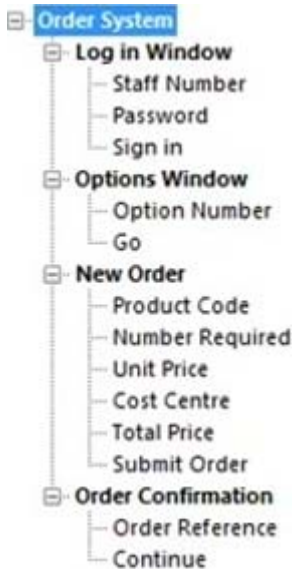 Order System
Log in Window
Staff Number
Password
Sign in
Options Window
Option Number
Go
New Order
Product Code
Number Required
Unit Price
Cost Centre
Total Price
Submit Order
Order Confirmation
Order Reference
Continue